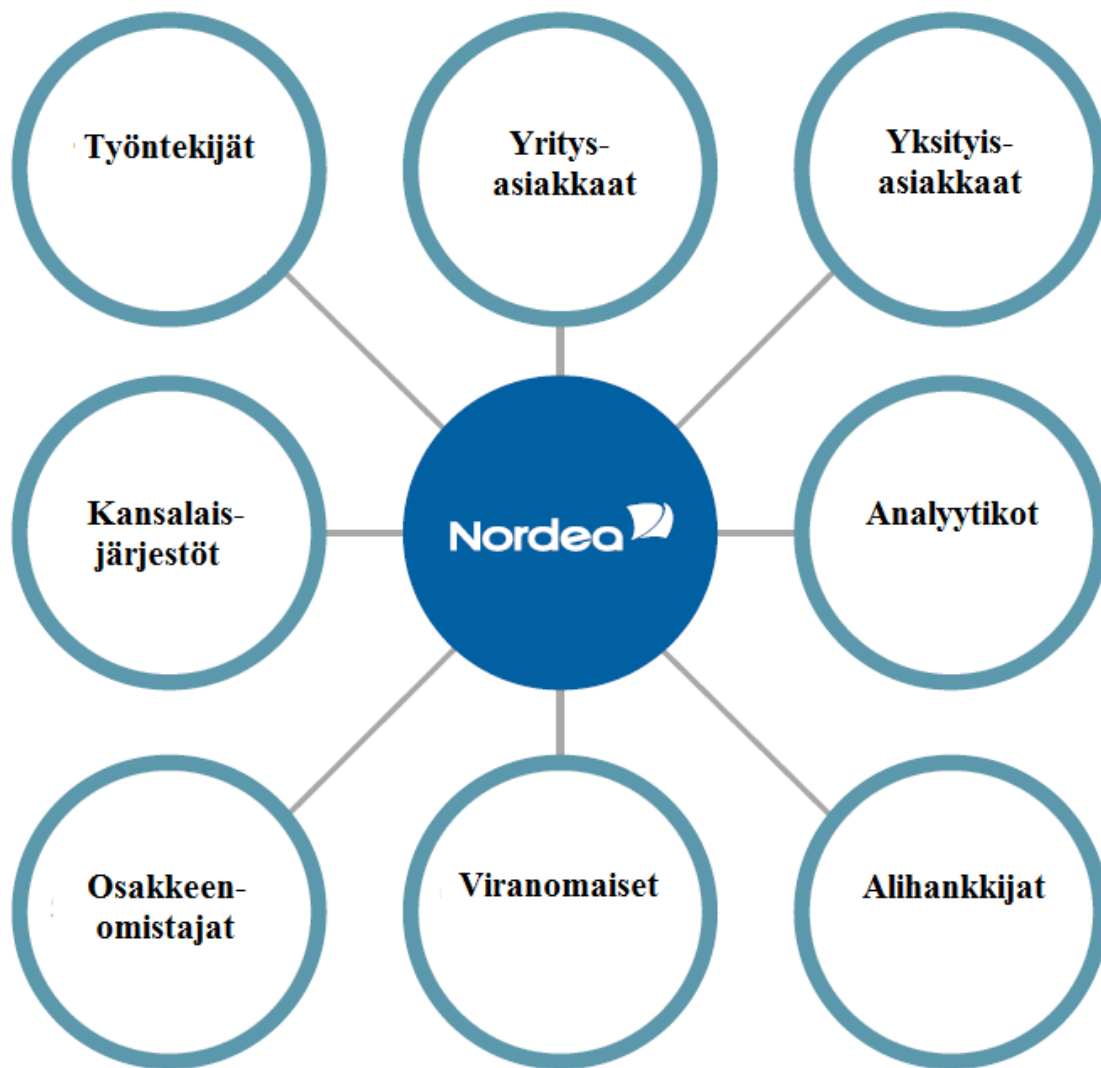 Työntekijät
Yritys-
asiakkaat
Yksityis-
asiakkaat
Kansalais-
järjestöt
Nordea
Analyytikot
Osakkeen-
omistajat
Viranomaiset
Alihankkijat